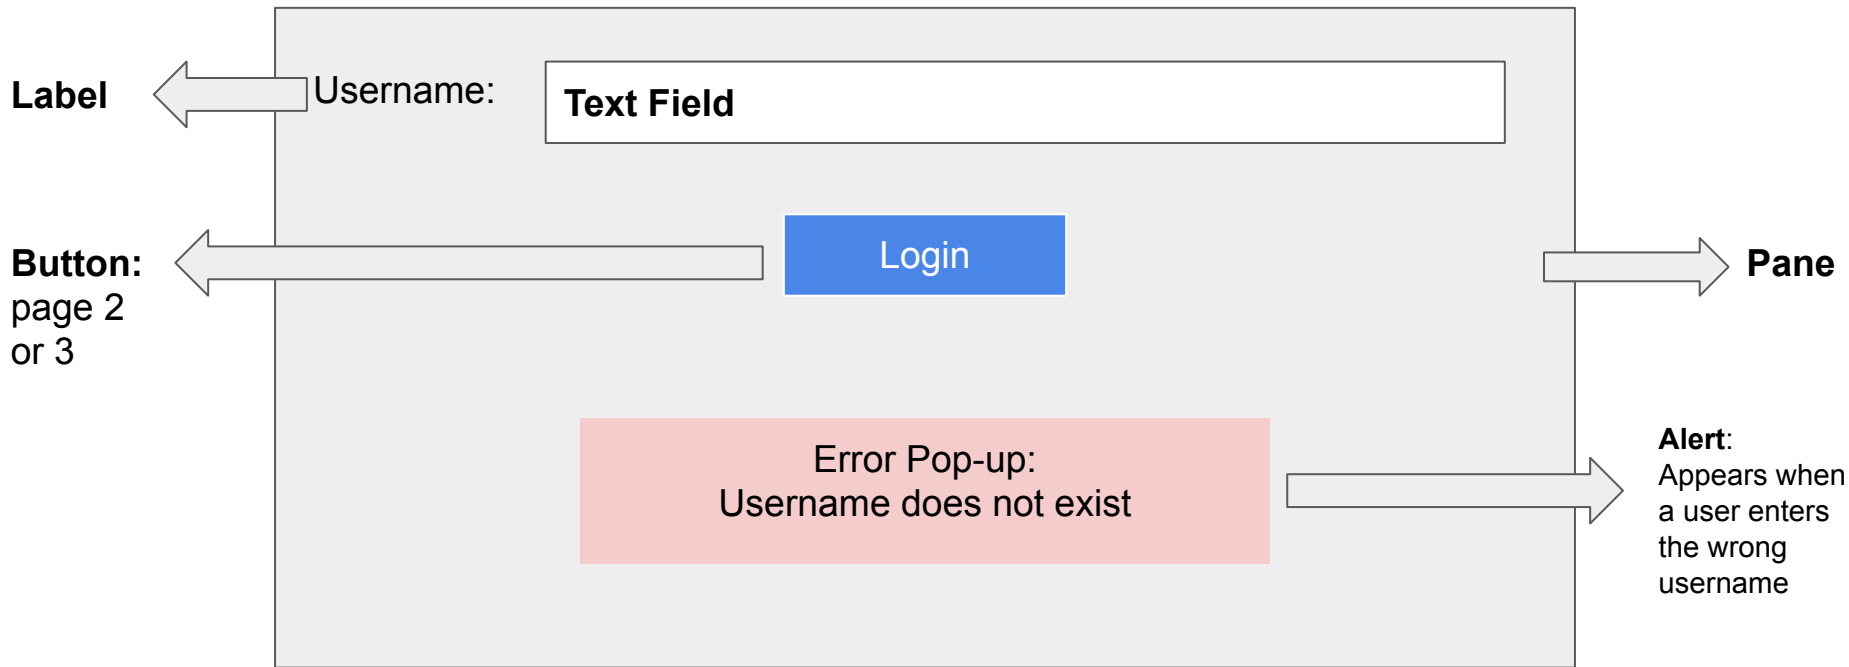 Label
Username:
Text Field
Button:
page 2
or 3
Login
Pane
Error Pop-up:
Username does not exist
Alert:
Appears when
a user enters
the wrong
username